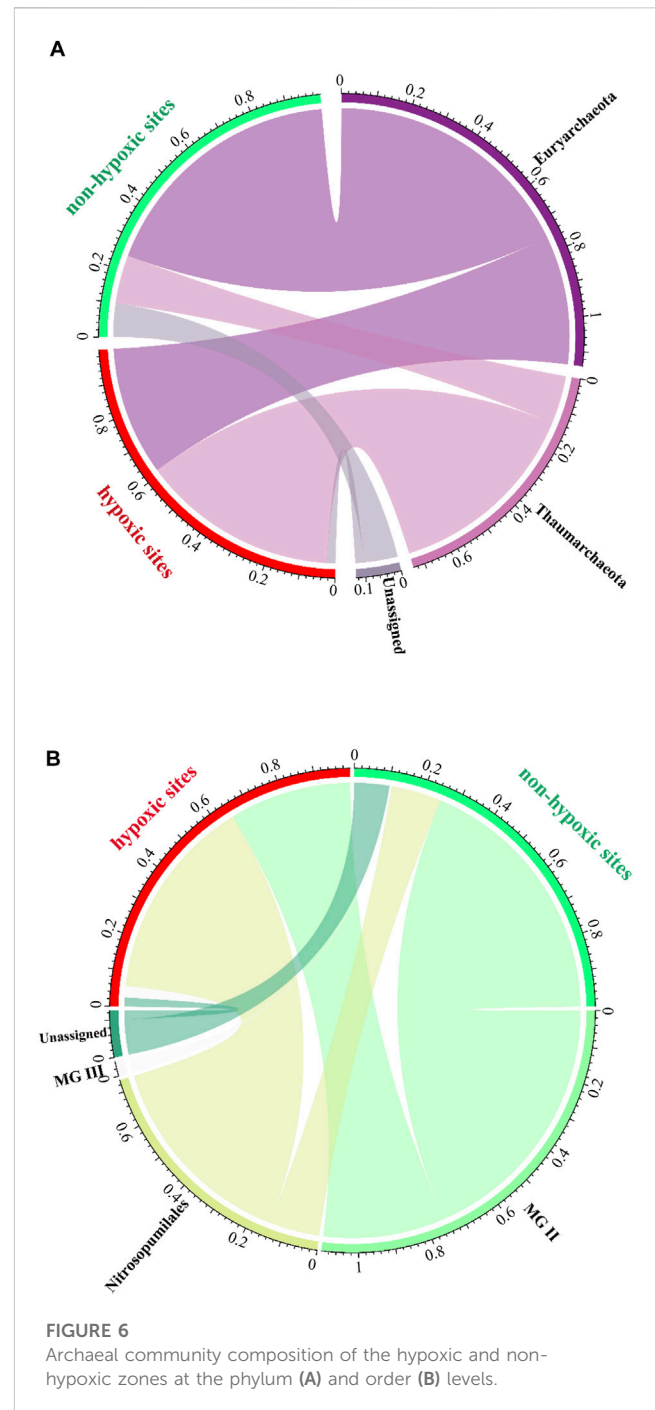 A
non-hypoxic sites
0 0.2 0.4 0.6 0.8
Euryarchaeota
0 0.2 0.4 0.6 0.8 1
Thaumarchaeota
0 0.2 0.4 0.6
Unassigned
0 0.1
hypoxic sites
0 0.2 0.4 0.6 0.8
B
hypoxic sites
0 0.2 0.4 0.6 0.8
non-hypoxic sites
0 0.2 0.4 0.6 0.8
MG II
0 0.2 0.4 0.6 0.8 1
Nitrosopumilales
0 0.2 0.4 0.6
MG III
0
Unassigned
0
FIGURE 6
Archaeal community composition of the hypoxic and non-
hypoxic zones at the phylum (A) and order (B) levels.